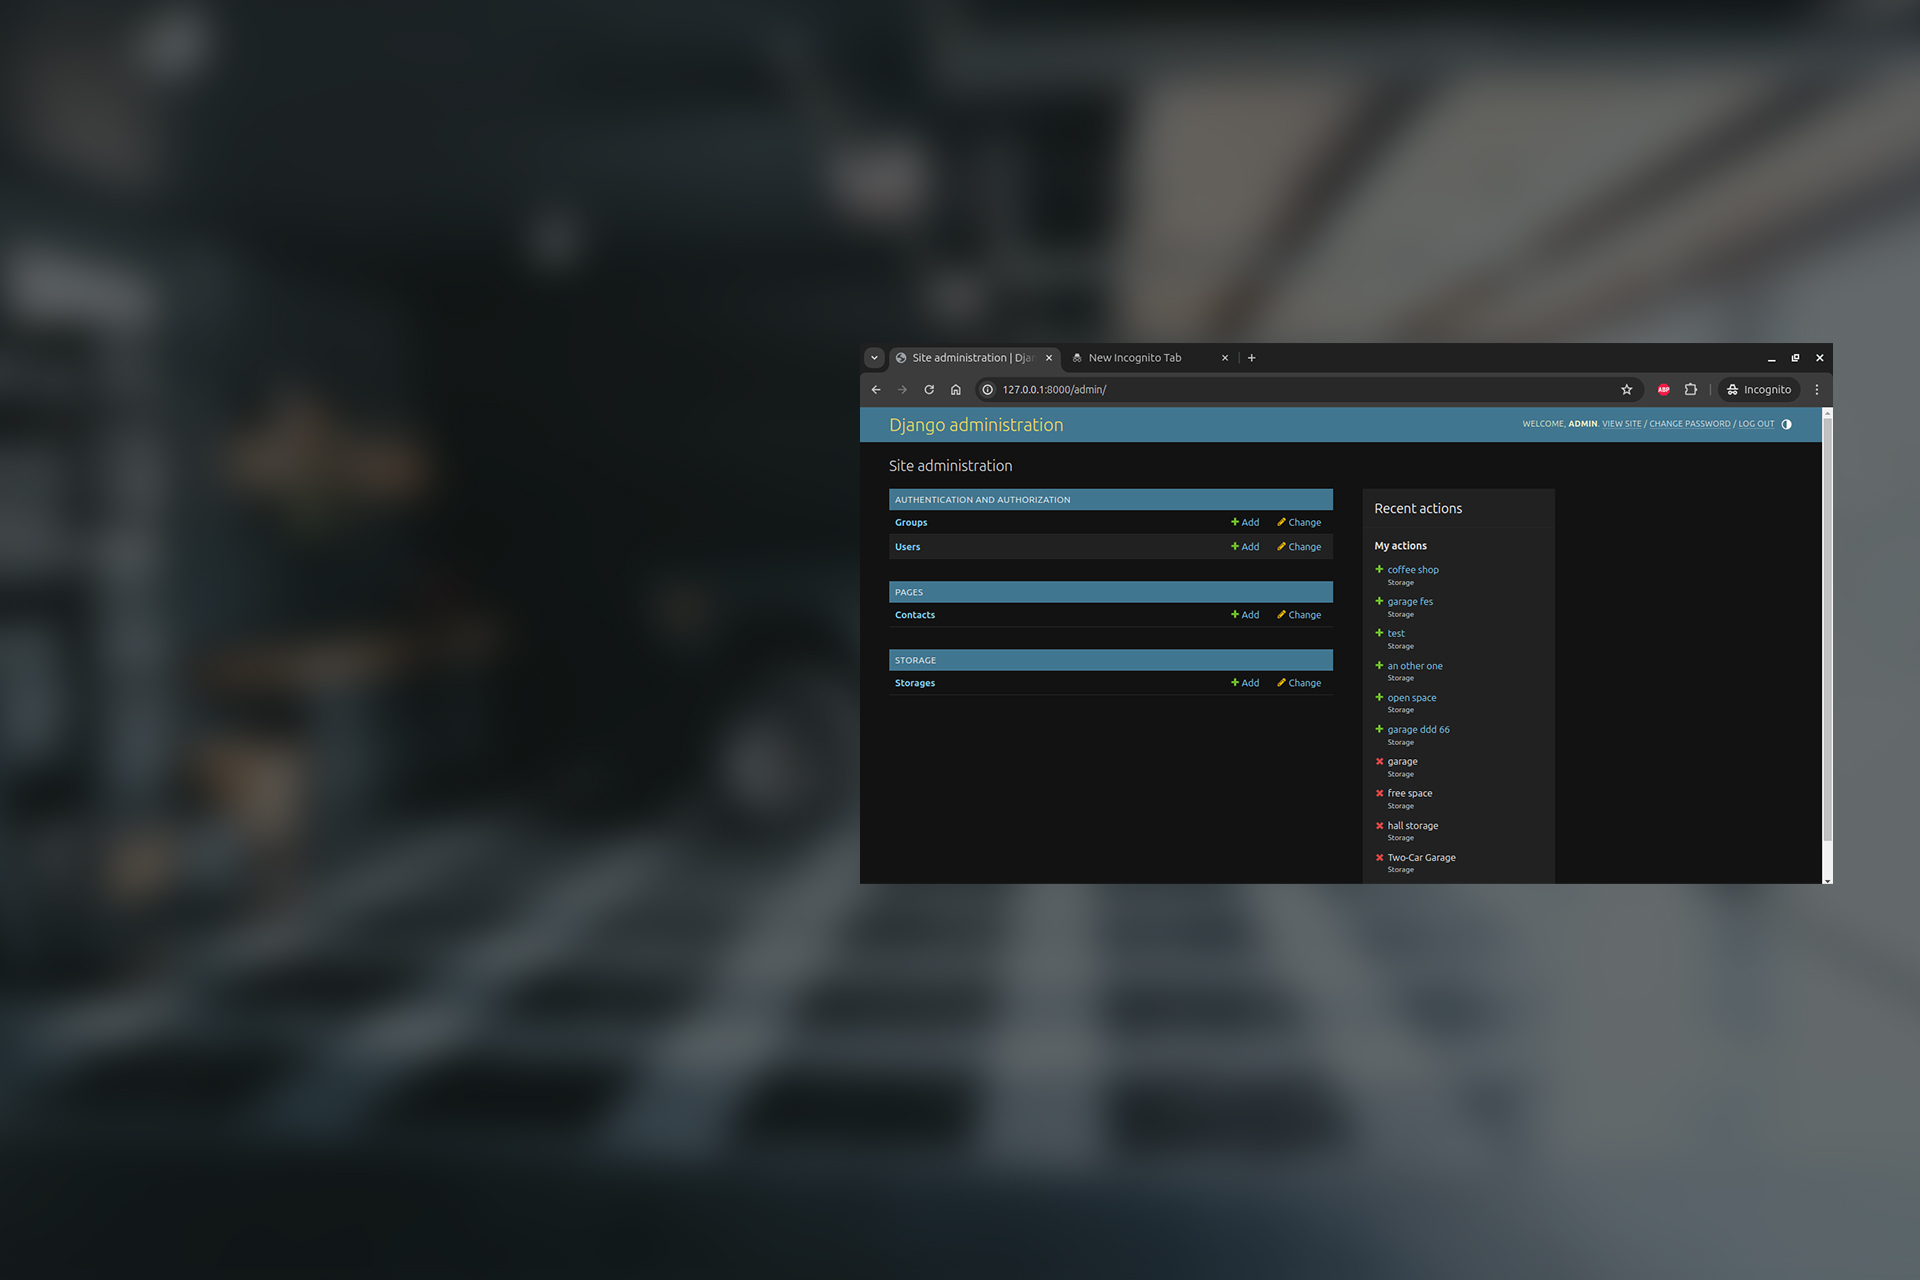 Site administration | Djan
New Incognito Tab
127.0.0.1:8000/admin/
ABP
Incognito
Django administration
WELCOME, ADMIN. VIEW SITE / CHANGE PASSWORD / LOG OUT
Site administration
AUTHENTICATION AND AUTHORIZATION
Groups Add Change
Users Add Change
PAGES
Contacts Add Change
STORAGE
Storages Add Change
Recent actions
My actions
coffee shop
Storage
garage fes
Storage
test
Storage
an other one
Storage
open space
Storage
garage ddd 66
Storage
garage
Storage
free space
Storage
hall storage
Storage
Two-Car Garage
Storage